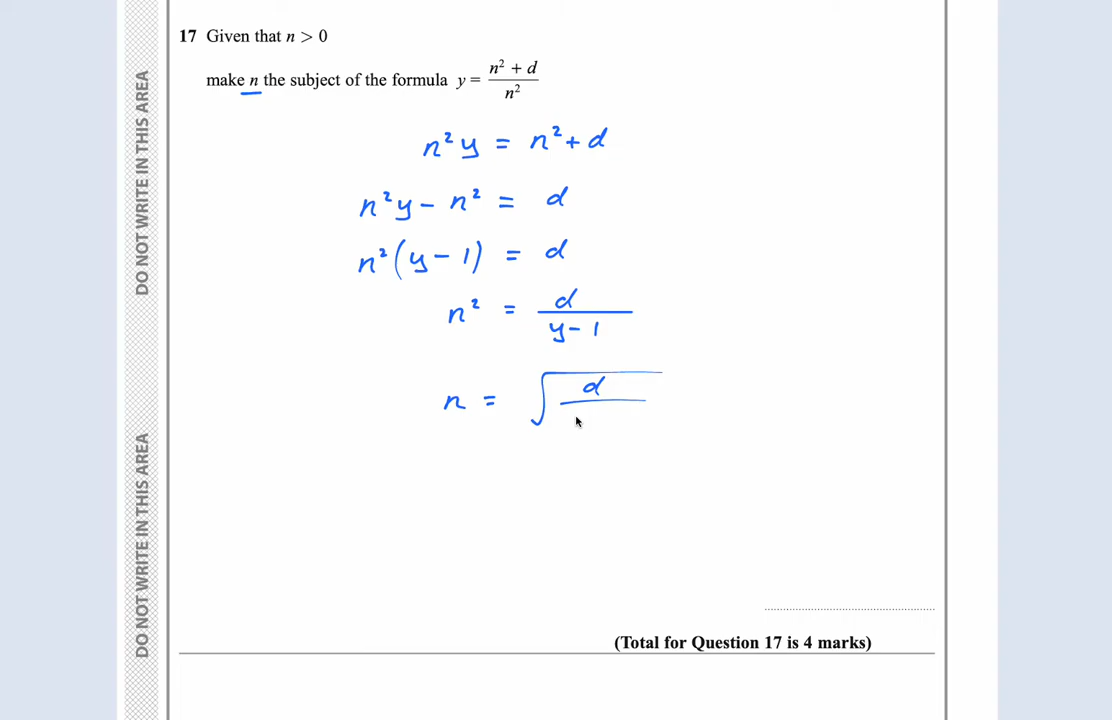 17 Given that n > 0
make n the subject of the formula y = (n² + d)/n²
n²y = n² + d
n²y − n² = d
n²(y − 1) = d
n² = d/(y − 1)
n = √(d/
(Total for Question 17 is 4 marks)
DO NOT WRITE IN THIS AREA
DO NOT WRITE IN THIS AREA